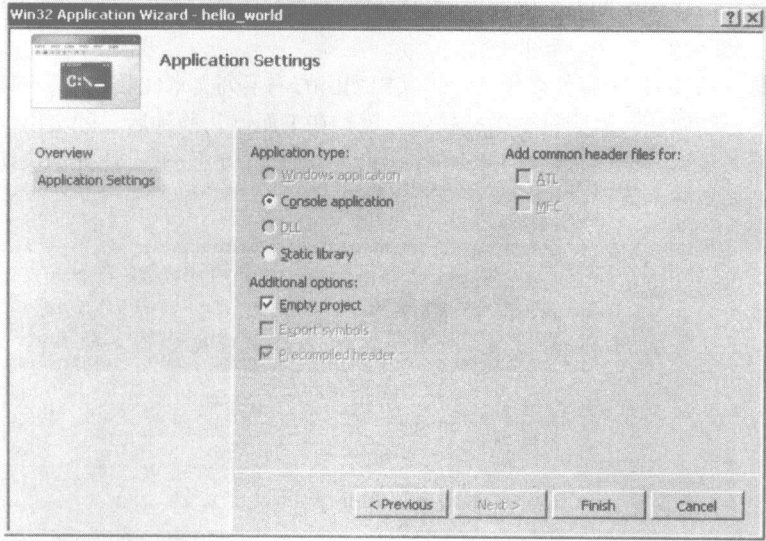 Win32 Application Wizard - hello_world
C:\_
Application Settings
Overview
Application Settings
Application type:
Windows application
Console application
DLL
Static library
Additional options:
Empty project
Export symbols
Precompiled header
Add common header files for:
ATL
MFC
< Previous
Next >
Finish
Cancel